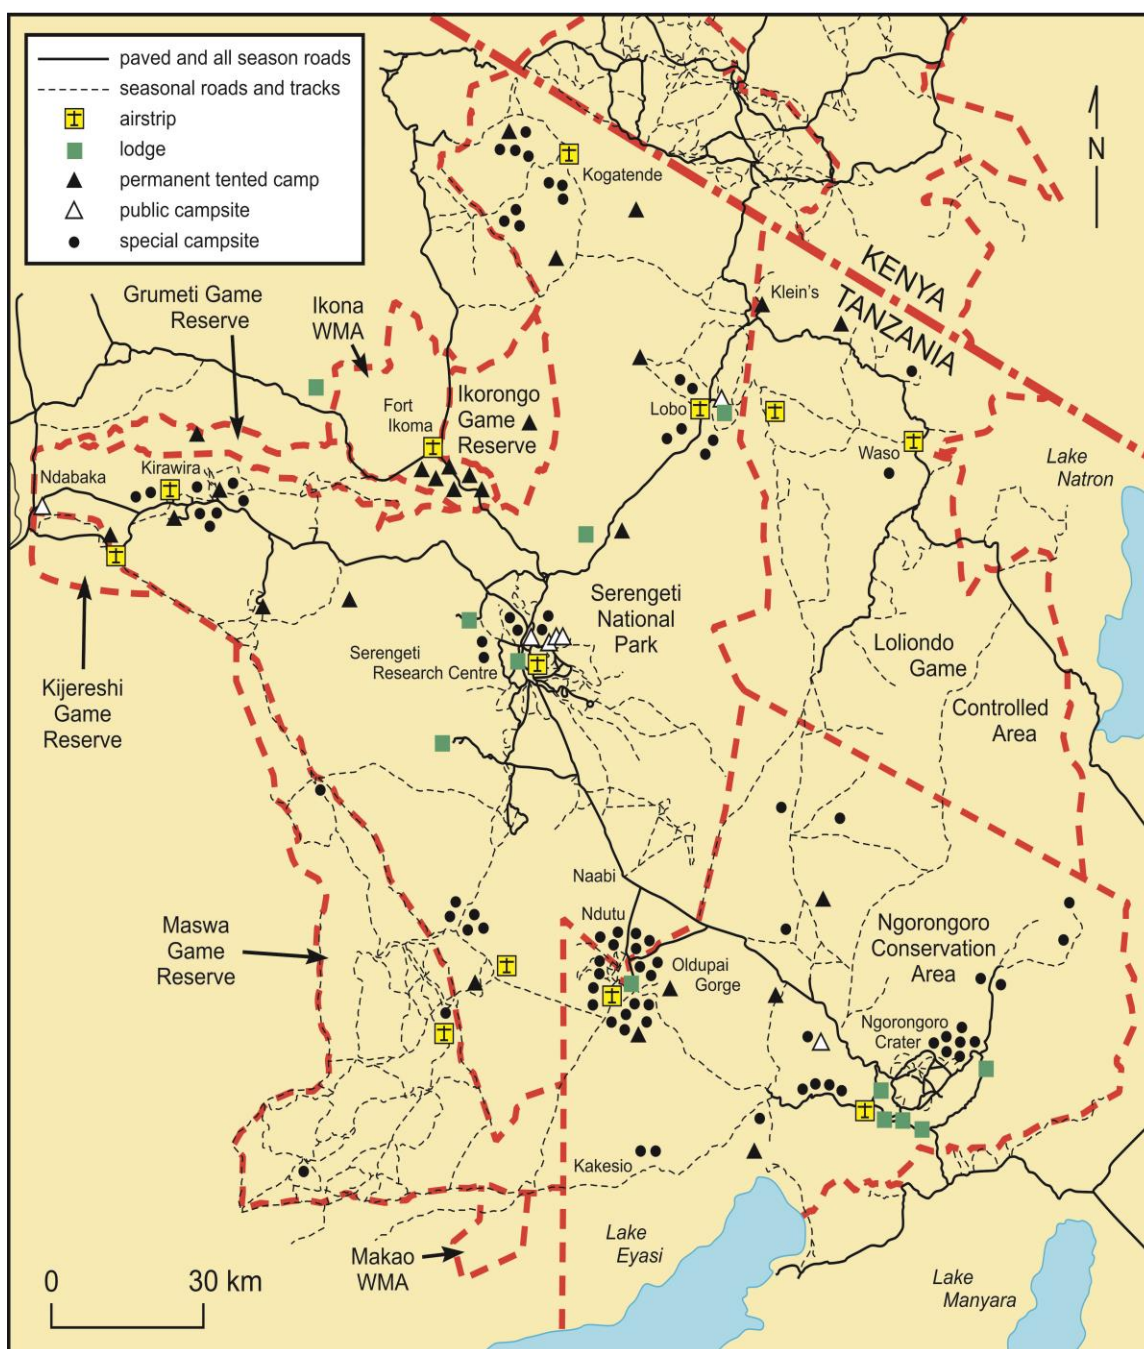 paved and all season roads
seasonal roads and tracks
airstrip
lodge
permanent tented camp
public campsite
special campsite
N
Kogatende
KENYA
TANZANIA
Grumeti Game
Reserve
Ikona
WMA
Klein's
Fort
Ikoma
Ikorongo
Game
Reserve
Lobo
Waso
Lake
Natron
Ndabaka
Kirawira
Serengeti
National
Park
Serengeti
Research Centre
Loliondo
Game
Controlled
Area
Kijereshi
Game
Reserve
Naabi
Ndutu
Maswa
Game
Reserve
Oldupai
Gorge
Ngorongoro
Conservation
Area
Ngorongoro
Crater
Kakesio
Makao
WMA
Lake
Eyasi
Lake
Manyara
0 30 km